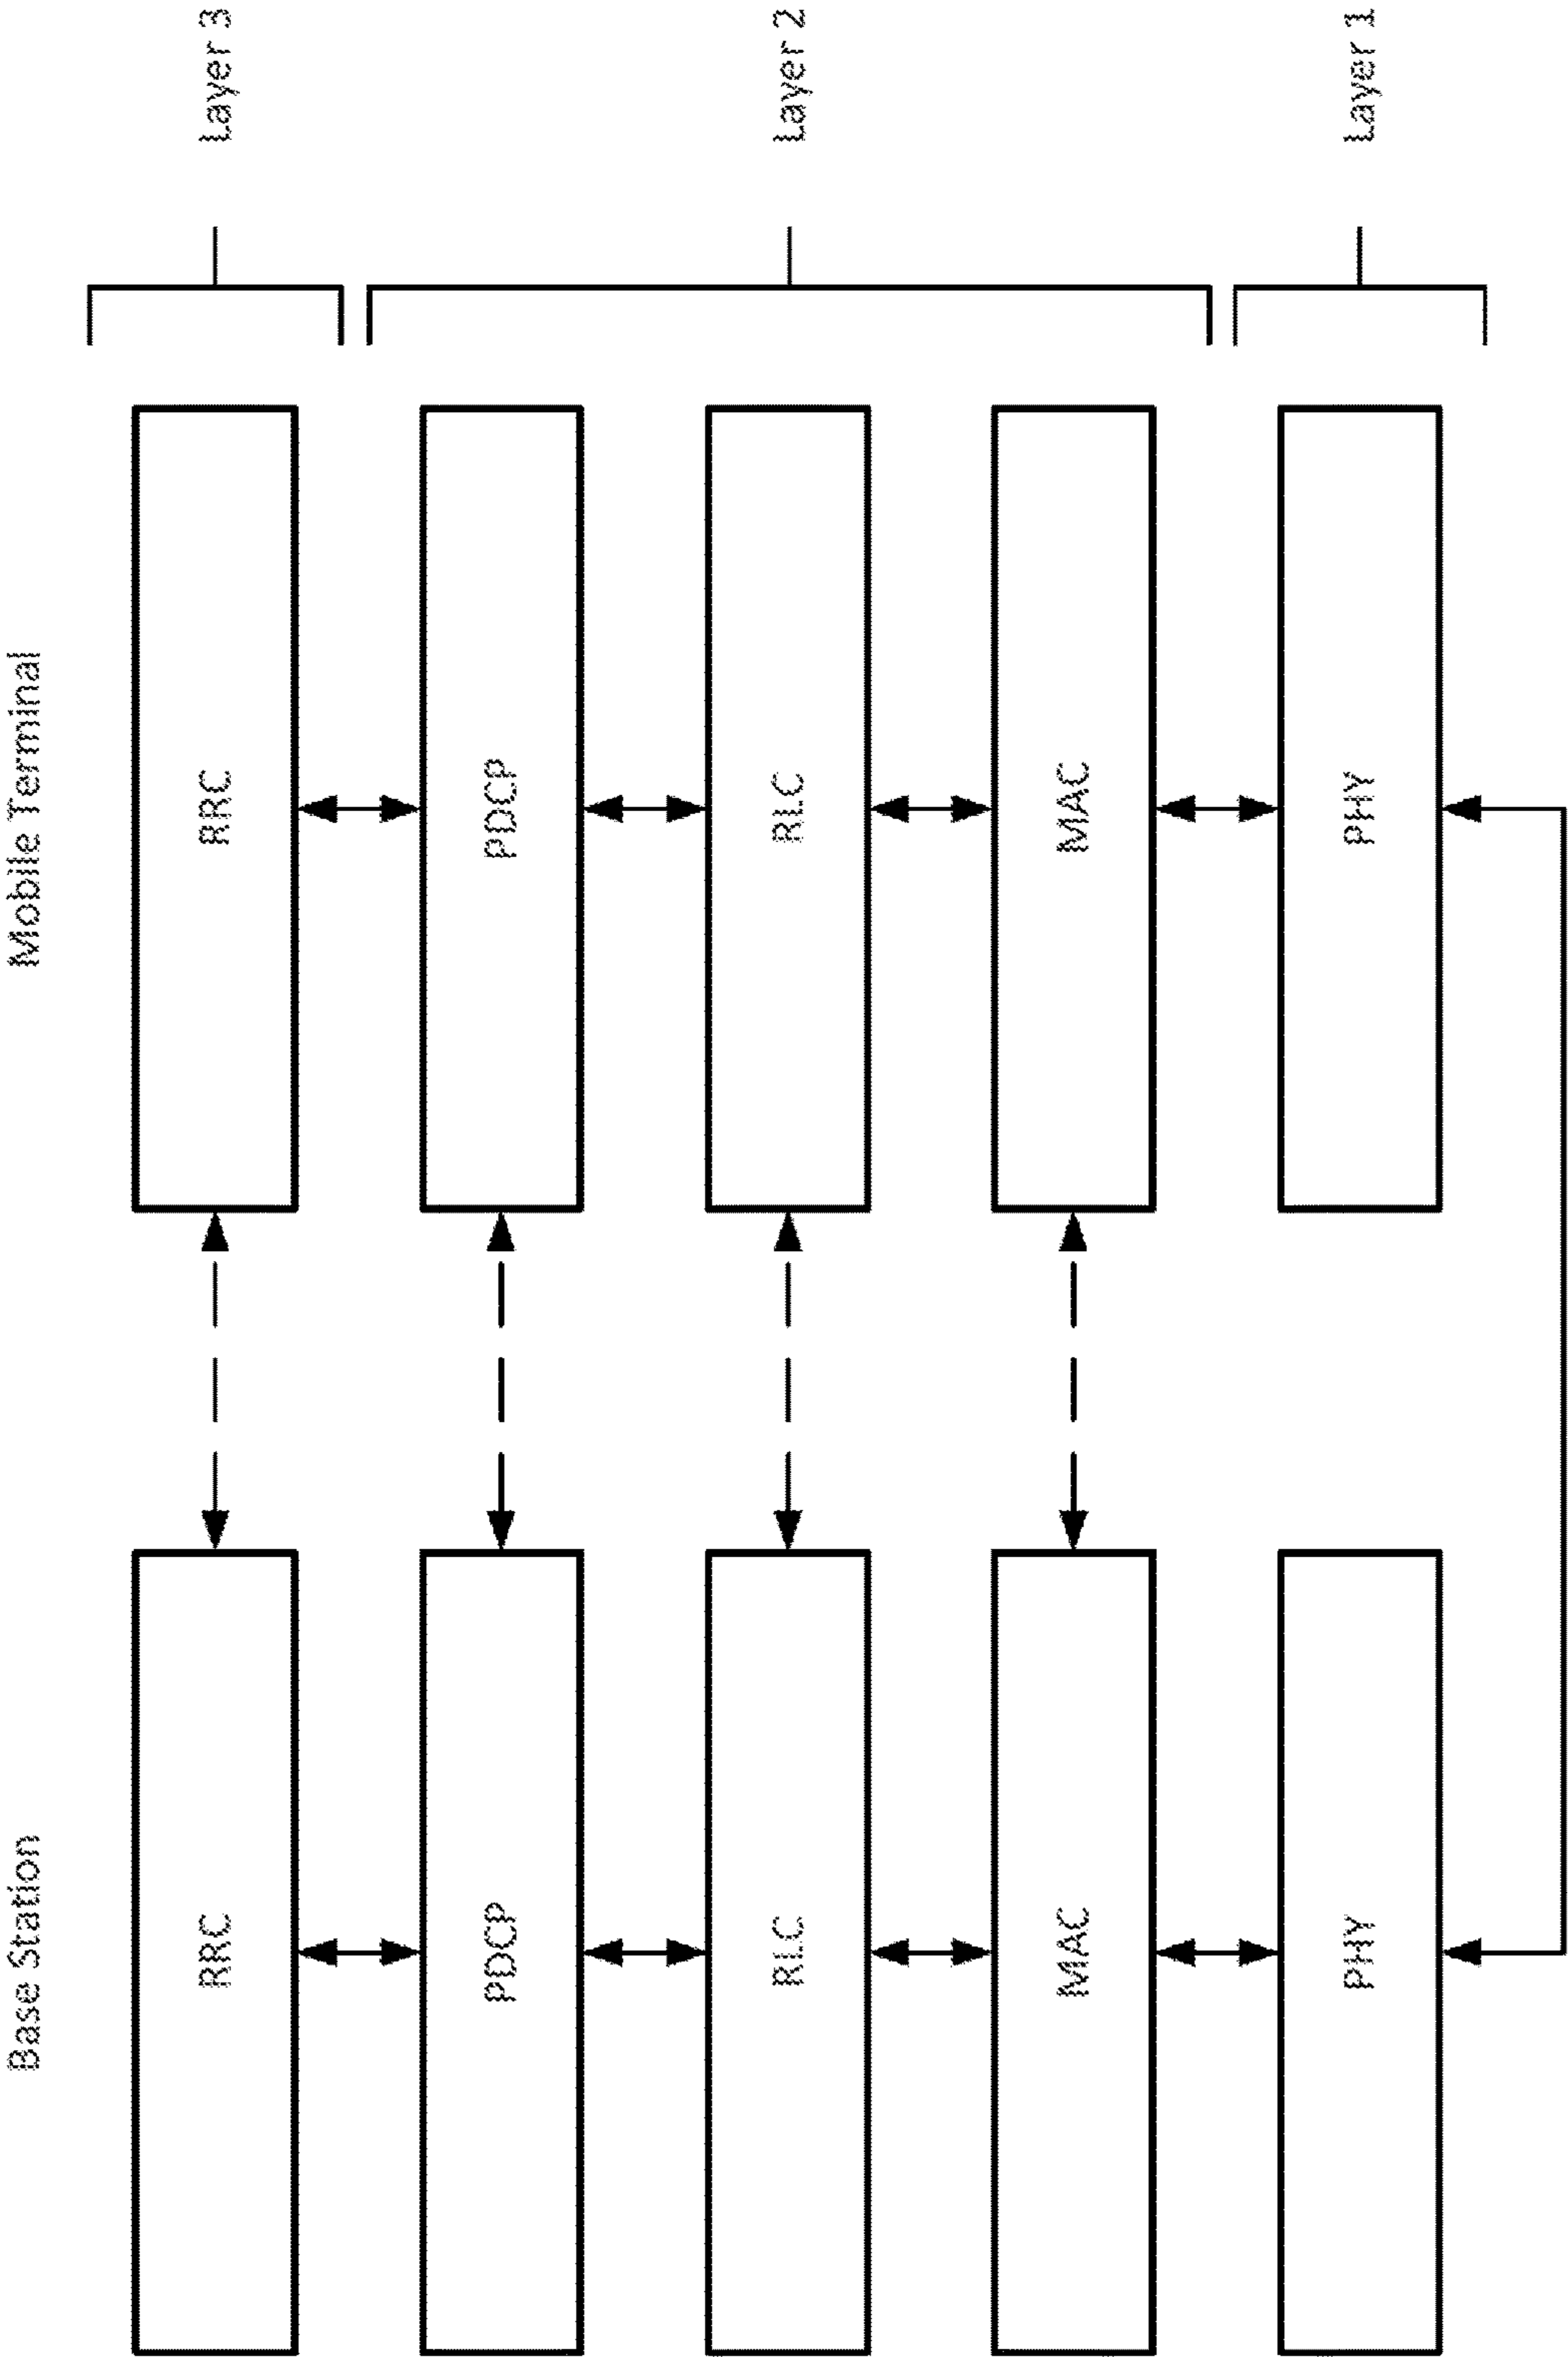 Base Station
Mobile Terminal
RRC
RRC
Layer 3
PDCP
PDCP
RLC
RLC
Layer 2
MAC
MAC
PHY
PHY
Layer 1